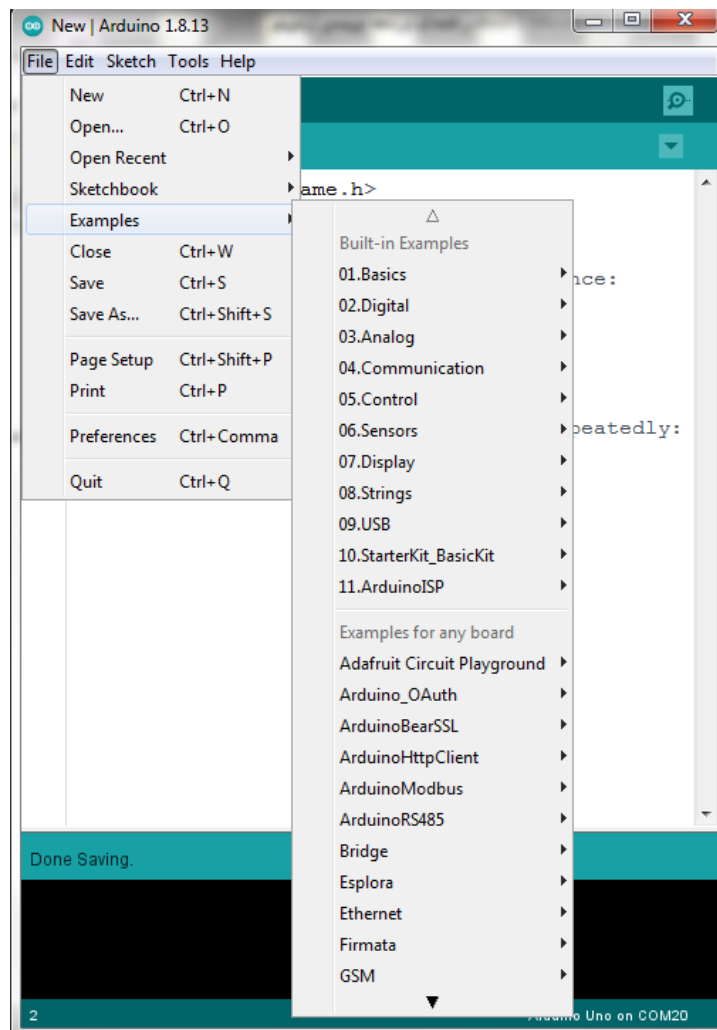 New | Arduino 1.8.13
File Edit Sketch Tools Help
New Ctrl+N
Open... Ctrl+O
Open Recent
Sketchbook
Examples
Close Ctrl+W
Save Ctrl+S
Save As... Ctrl+Shift+S
Page Setup Ctrl+Shift+P
Print Ctrl+P
Preferences Ctrl+Comma
Quit Ctrl+Q
ame.h>
Built-in Examples
01.Basics
02.Digital
03.Analog
04.Communication
05.Control
06.Sensors
07.Display
08.Strings
09.USB
10.StarterKit_BasicKit
11.ArduinoISP
Examples for any board
Adafruit Circuit Playground
Arduino_OAuth
ArduinoBearSSL
ArduinoHttpClient
ArduinoModbus
ArduinoRS485
Bridge
Esplora
Ethernet
Firmata
GSM
nce:
peatedly:
Done Saving.
2
Arduino Uno on COM20